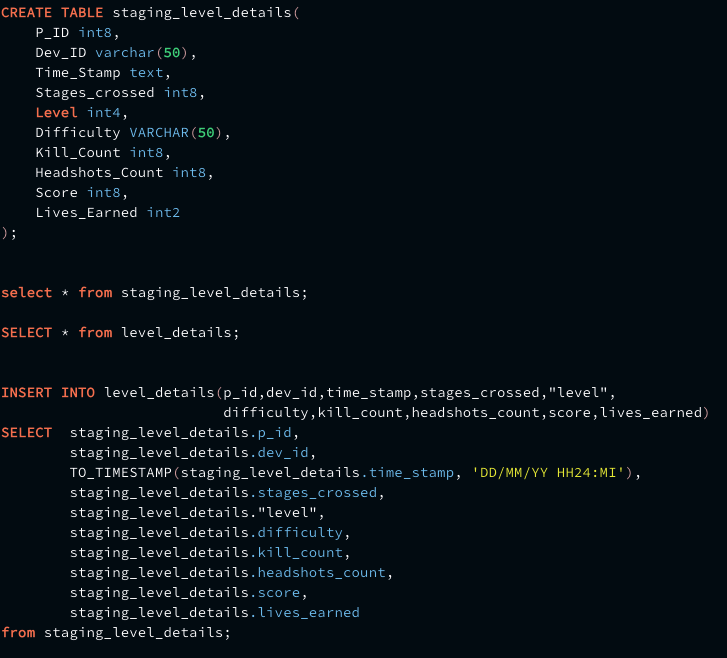 CREATE TABLE staging_level_details(
P_ID int8,
Dev_ID varchar(50),
Time_Stamp text,
Stages_crossed int8,
Level int4,
Difficulty VARCHAR(50),
Kill_Count int8,
Headshots_Count int8,
Score int8,
Lives_Earned int2
);
select * from staging_level_details;
SELECT * from level_details;
INSERT INTO level_details(p_id,dev_id,time_stamp,stages_crossed,"level",
difficulty,kill_count,headshots_count,score,lives_earned)
SELECT  staging_level_details.p_id,
staging_level_details.dev_id,
TO_TIMESTAMP(staging_level_details.time_stamp, 'DD/MM/YY HH24:MI'),
staging_level_details.stages_crossed,
staging_level_details."level",
staging_level_details.difficulty,
staging_level_details.kill_count,
staging_level_details.headshots_count,
staging_level_details.score,
staging_level_details.lives_earned
from staging_level_details;